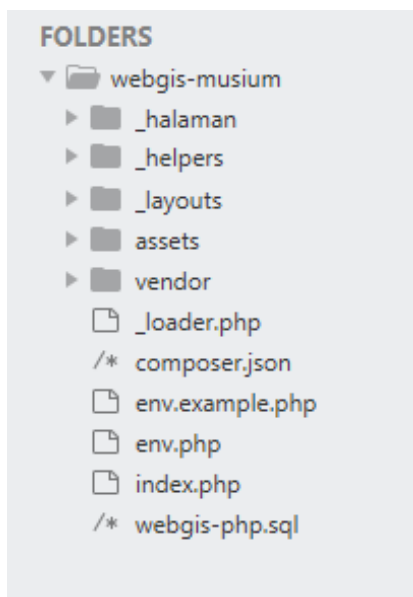 FOLDERS
webgis-musium
_halaman
_helpers
_layouts
assets
vendor
_loader.php
/* composer.json
env.example.php
env.php
index.php
/* webgis-php.sql